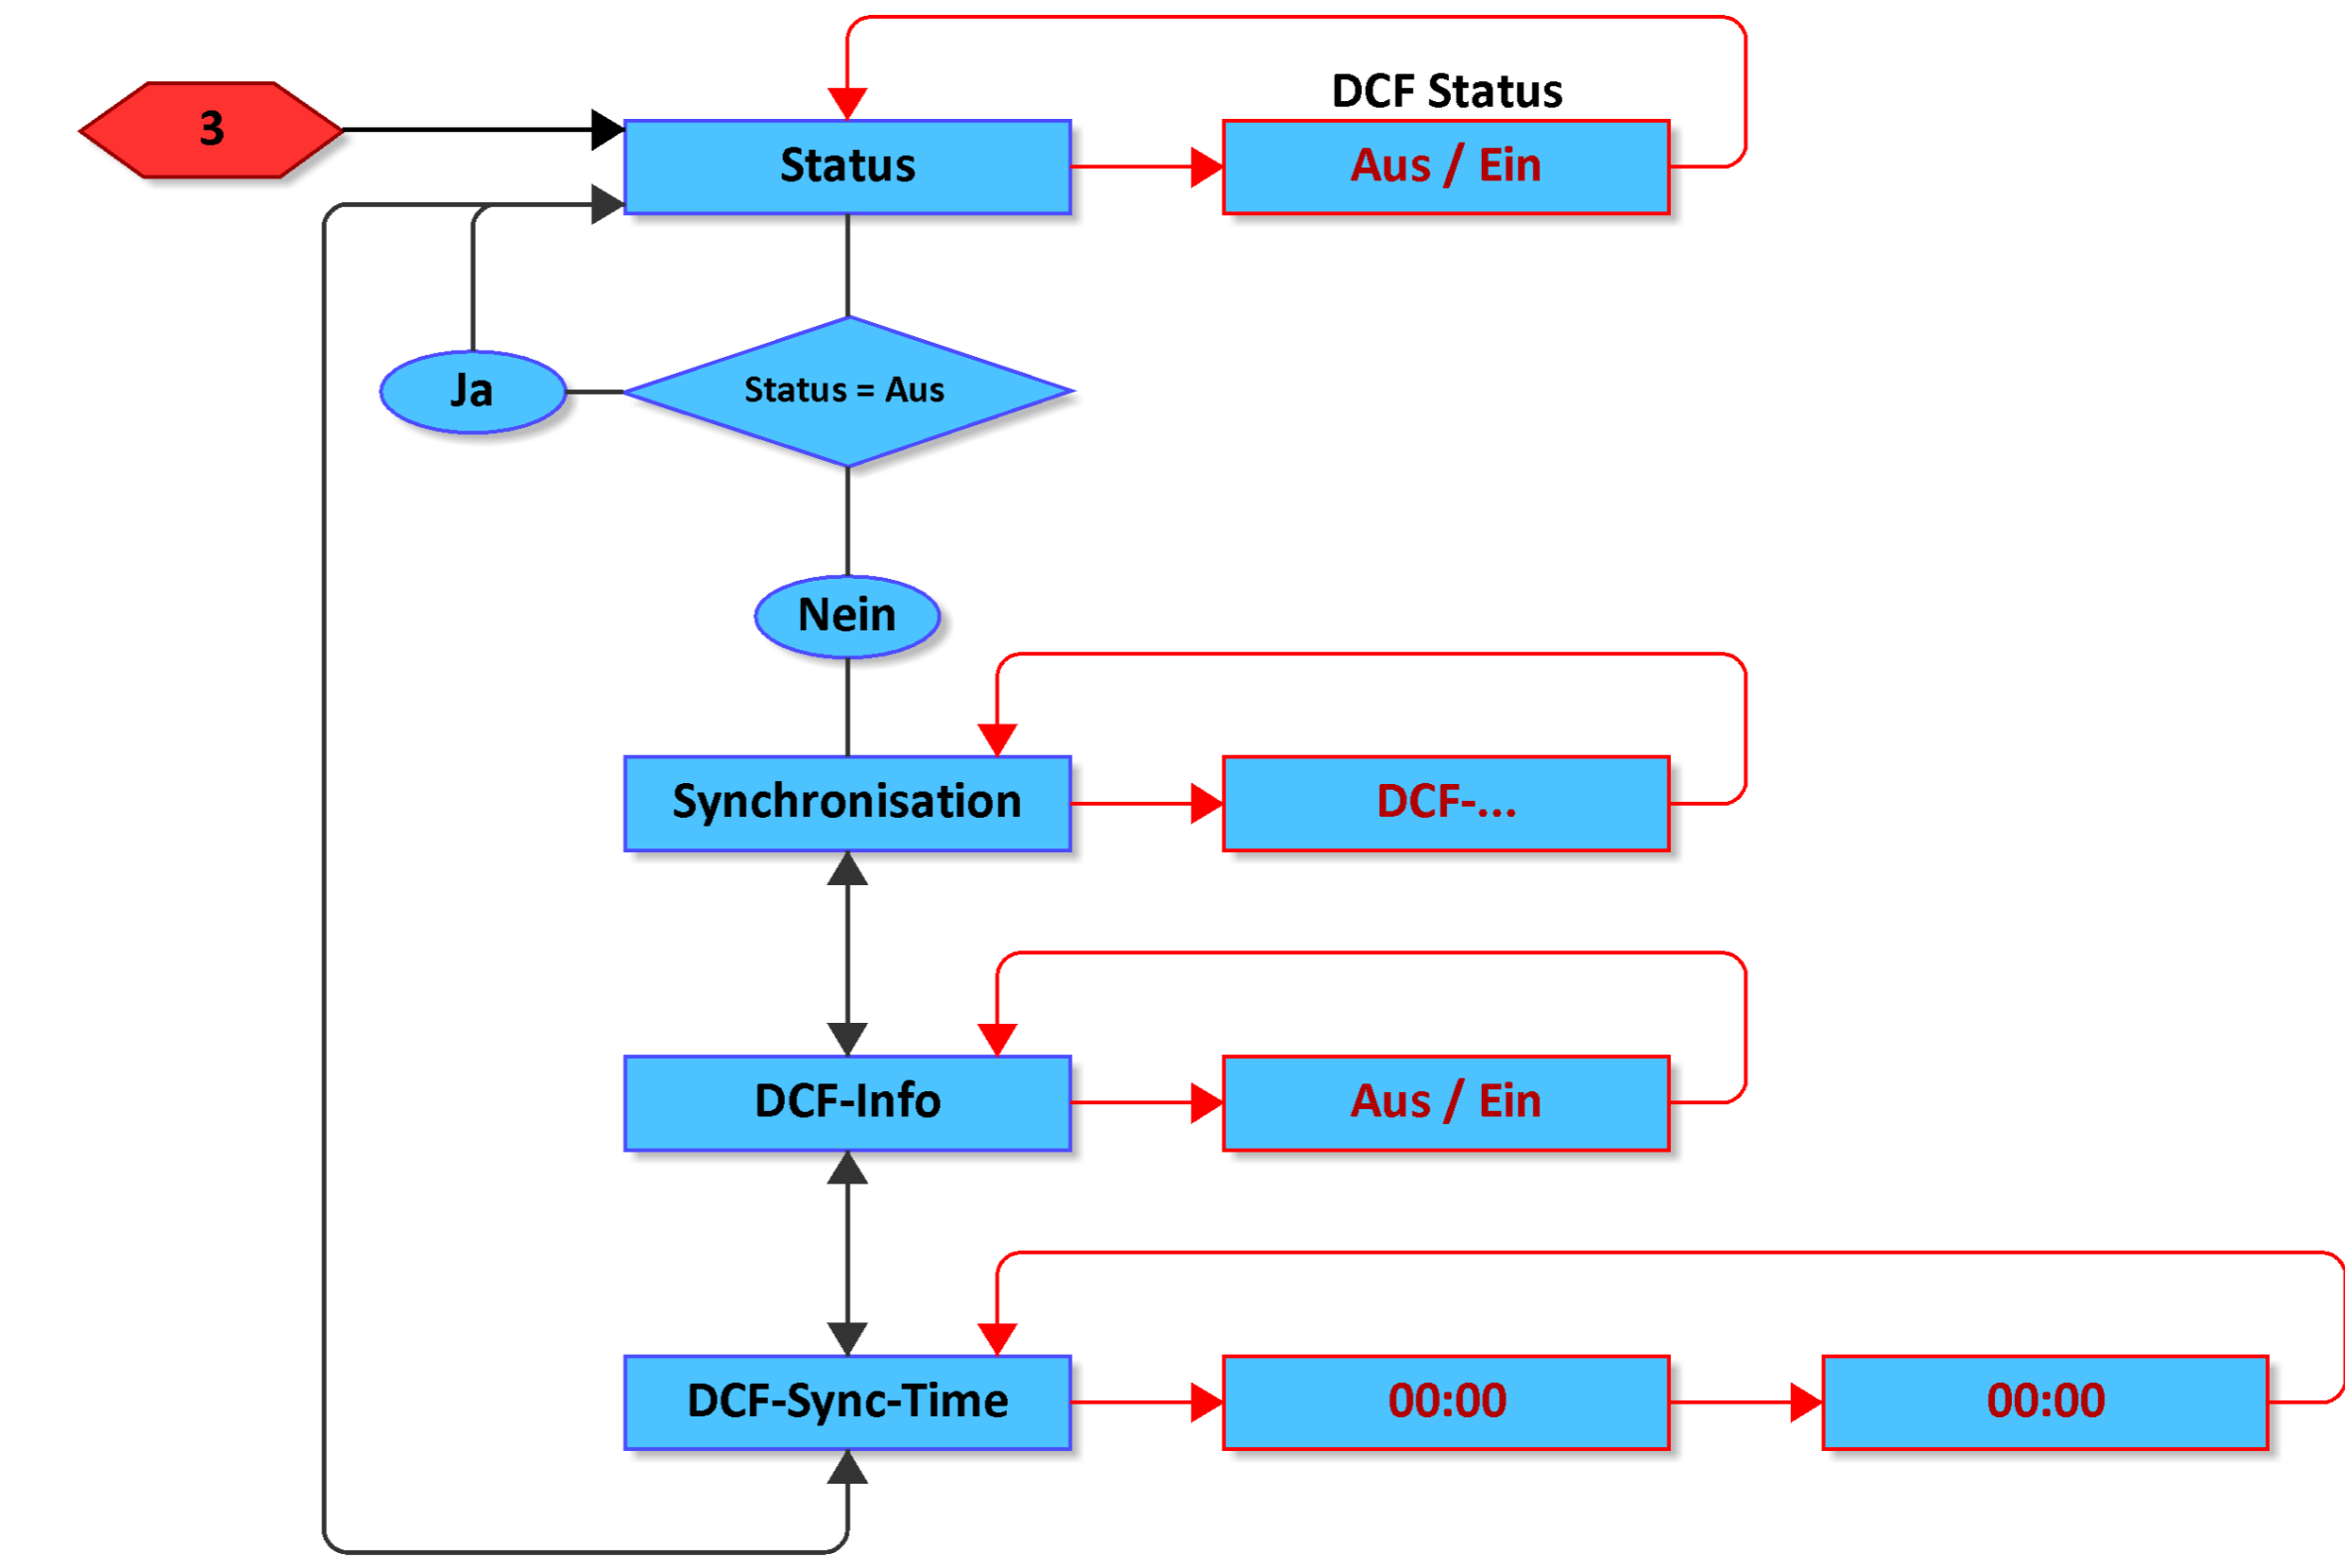 3
DCF Status
Status
Aus / Ein
Ja
Status = Aus
Nein
Synchronisation
DCF-...
DCF-Info
Aus / Ein
DCF-Sync-Time
00:00
00:00